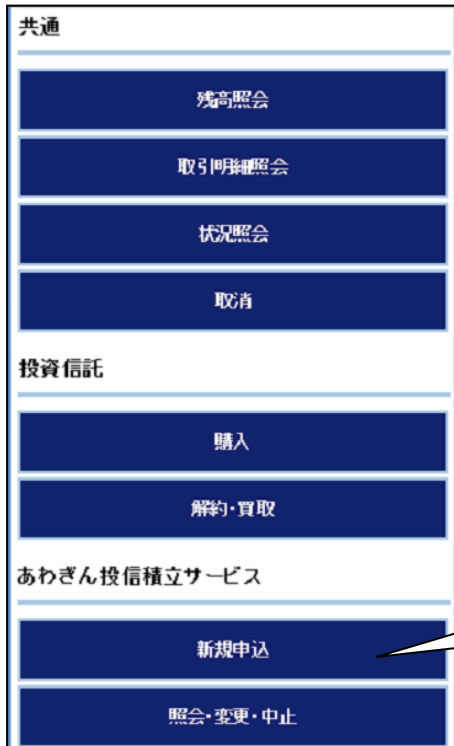 共通
残高照会
取引明細照会
状況照会
取消
投資信託
購入
解約・買取
あわぎん投信積立サービス
新規申込
照会・変更・中止